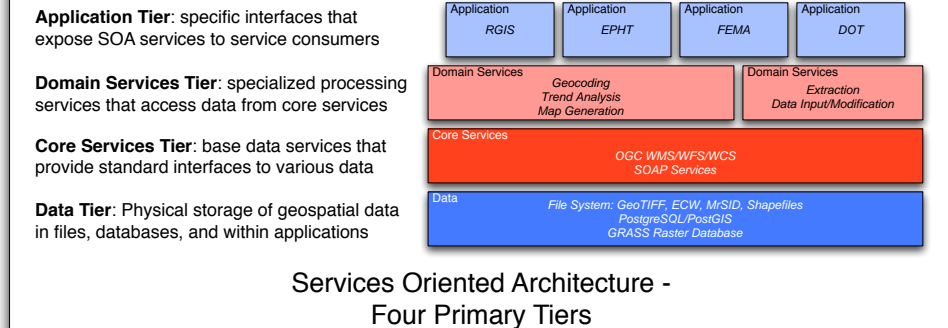 Application Tier: specific interfaces that
expose SOA services to service consumers
Application
RGIS
Application
EPHT
Application
FEMA
Application
DOT
Domain Services Tier: specialized processing
services that access data from core services
Domain Services
Geocoding
Trend Analysis
Map Generation
Domain Services
Extraction
Data Input/Modification
Core Services Tier: base data services that
provide standard interfaces to various data
Core Services
OGC WMS/WFS/WCS
SOAP Services
Data Tier: Physical storage of geospatial data
in files, databases, and within applications
Data
File System: GeoTIFF, ECW, MrSID, Shapefiles
PostgreSQL/PostGIS
GRASS Raster Database
Services Oriented Architecture -
Four Primary Tiers